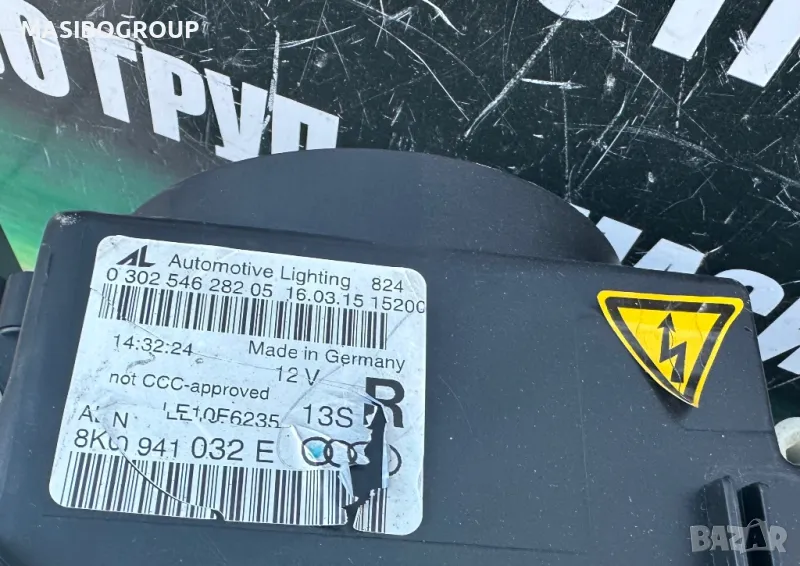 MASIBOGROUP
О ГРУП
AL Automotive Lighting 824
0 302 546 282 05 16.03.15 1520C
14:32:24 Made in Germany
12 V
not CCC-approved R
LE10F6235 13S
8K0 941 032 E
BAZAR